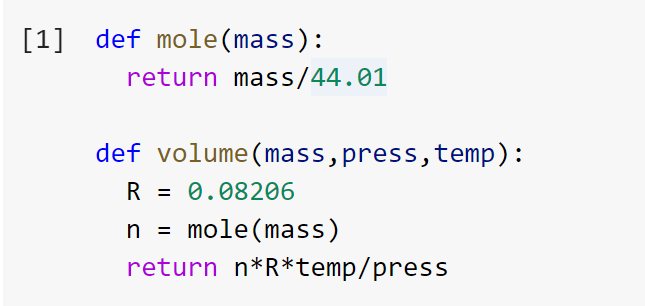 [1] def mole(mass):
  return mass/44.01
def volume(mass,press,temp):
  R = 0.08206
  n = mole(mass)
  return n*R*temp/press